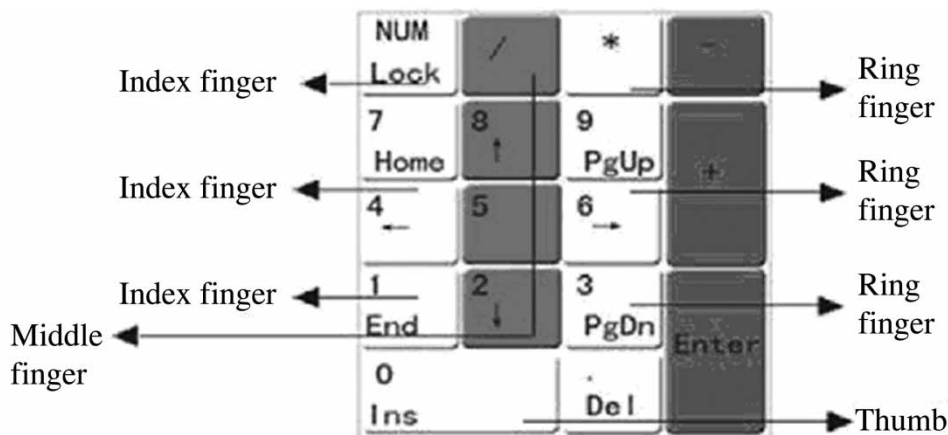 NUM
Lock
/
*
-
Index finger
Ring
finger
7
Home
8
↑
9
PgUp
+
Index finger
Ring
finger
4
←
5
6
→
Index finger
Ring
finger
1
End
2
↓
3
PgDn
Enter
Middle
finger
0
Ins
.
Del
Thumb